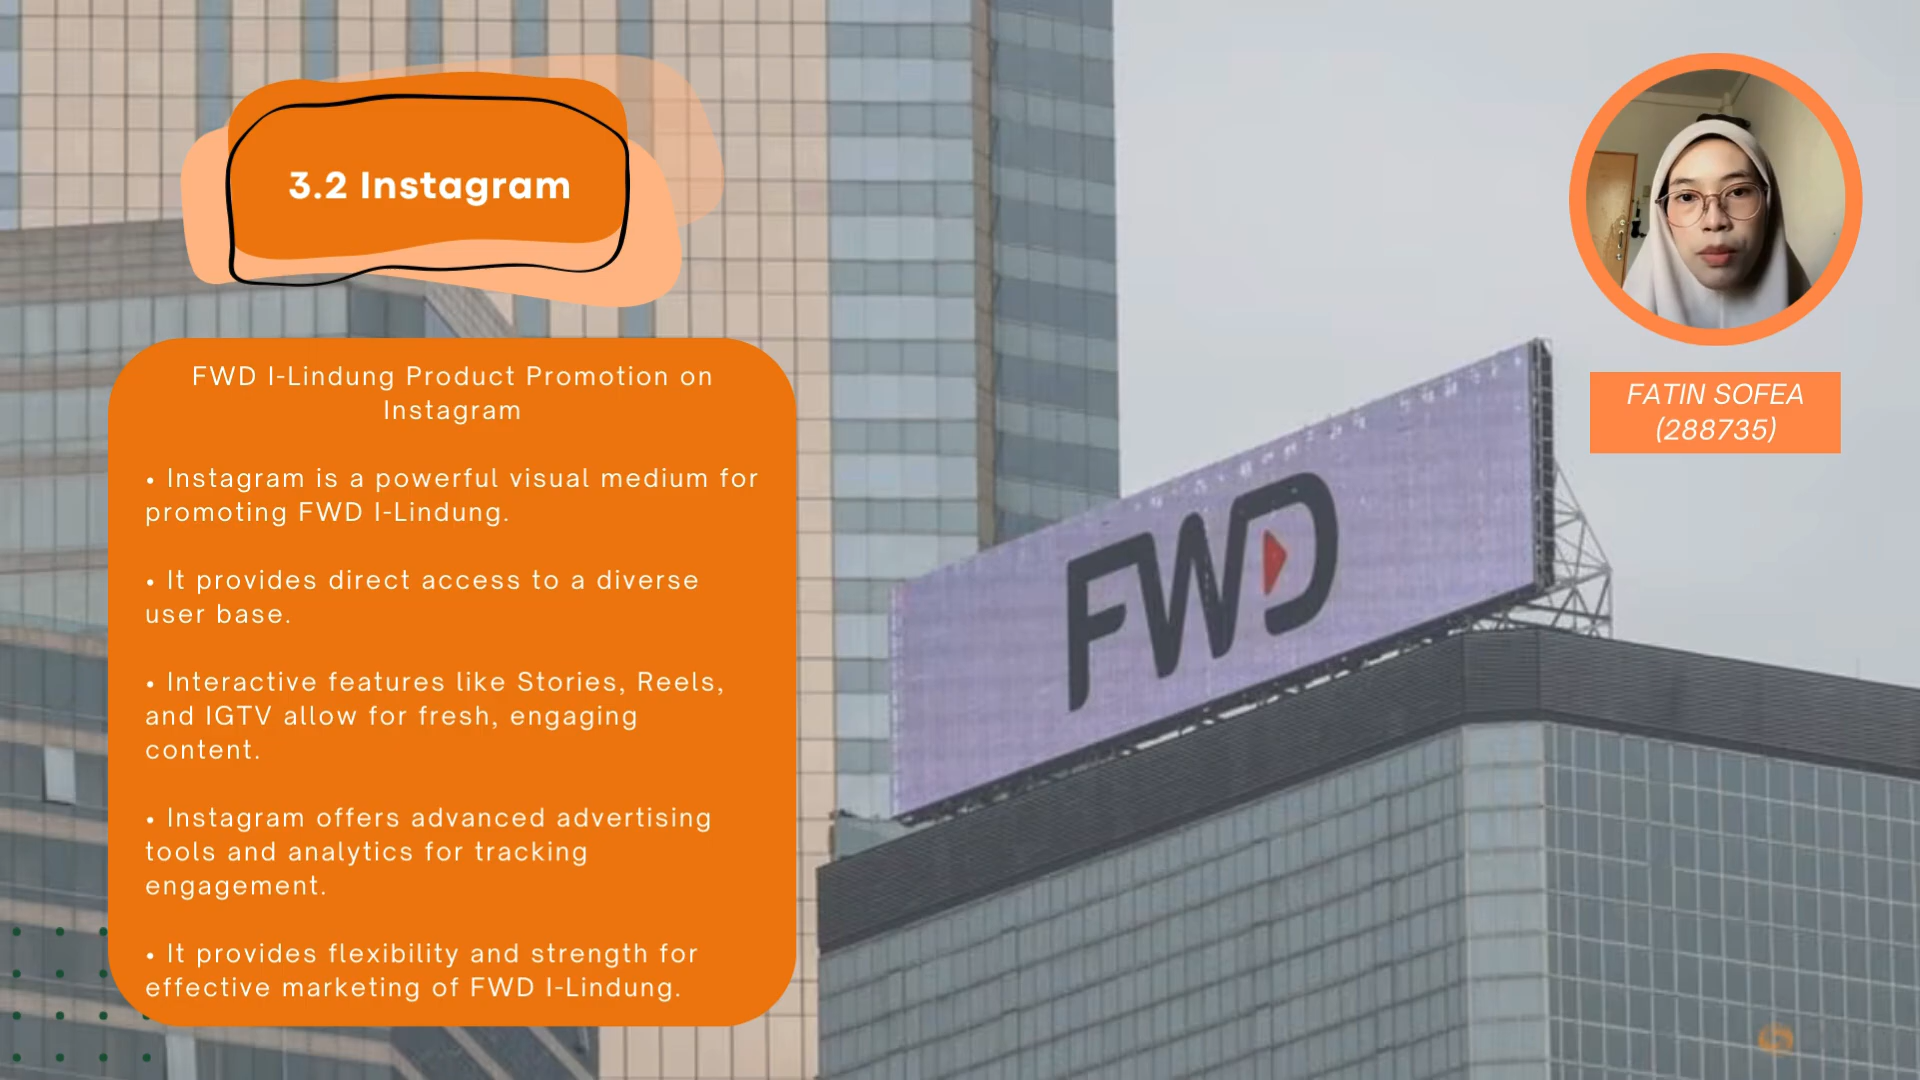 3.2 Instagram
FWD I-Lindung Product Promotion on
Instagram
• Instagram is a powerful visual medium for
promoting FWD I-Lindung.
• It provides direct access to a diverse
user base.
• Interactive features like Stories, Reels,
and IGTV allow for fresh, engaging
content.
• Instagram offers advanced advertising
tools and analytics for tracking
engagement.
• It provides flexibility and strength for
effective marketing of FWD I-Lindung.
FWD
FATIN SOFEA
(288735)